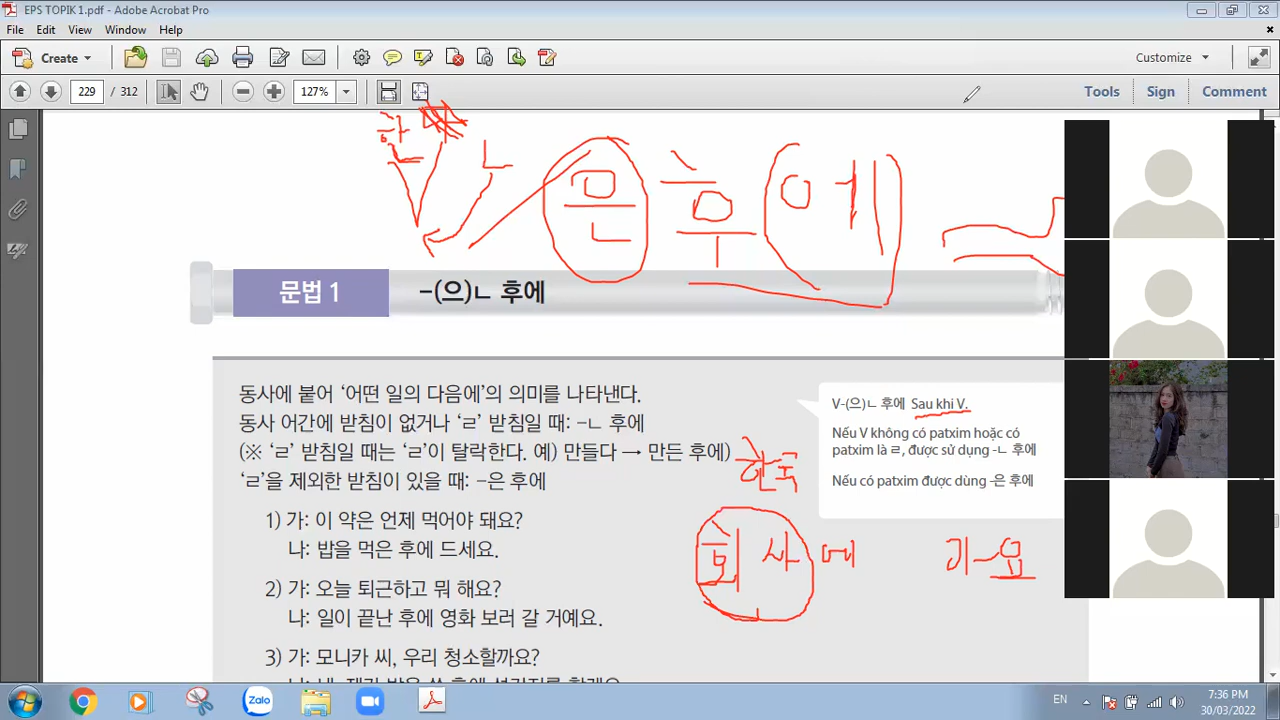 EPS TOPIK 1.pdf - Adobe Acrobat Pro
File Edit View Window Help
Create Customize
229 / 312 127% Tools Sign Comment
은 후 에
문법 1 -(으)ㄴ 후에
동사에 붙어 ‘어떤 일의 다음에’의 의미를 나타낸다.
동사 어간에 받침이 없거나 ‘ㄹ’ 받침일 때: -ㄴ 후에
(※ ‘ㄹ’ 받침일 때는 ‘ㄹ’이 탈락한다. 예) 만들다 → 만든 후에)
‘ㄹ’을 제외한 받침이 있을 때: -은 후에
V-(으)ㄴ 후에 Sau khi V.
Nếu V không có patxim hoặc có
patxim là ㄹ, được sử dụng -ㄴ 후에
Nếu có patxim được dùng -은 후에
한국
회사에
1) 가: 이 약은 언제 먹어야 돼요?
나: 밥을 먹은 후에 드세요.
2) 가: 오늘 퇴근하고 뭐 해요?
나: 일이 끝난 후에 영화 보러 갈 거예요.
3) 가: 모니카 씨, 우리 청소할까요?
Zalo
EN
7:36 PM
30/03/2022